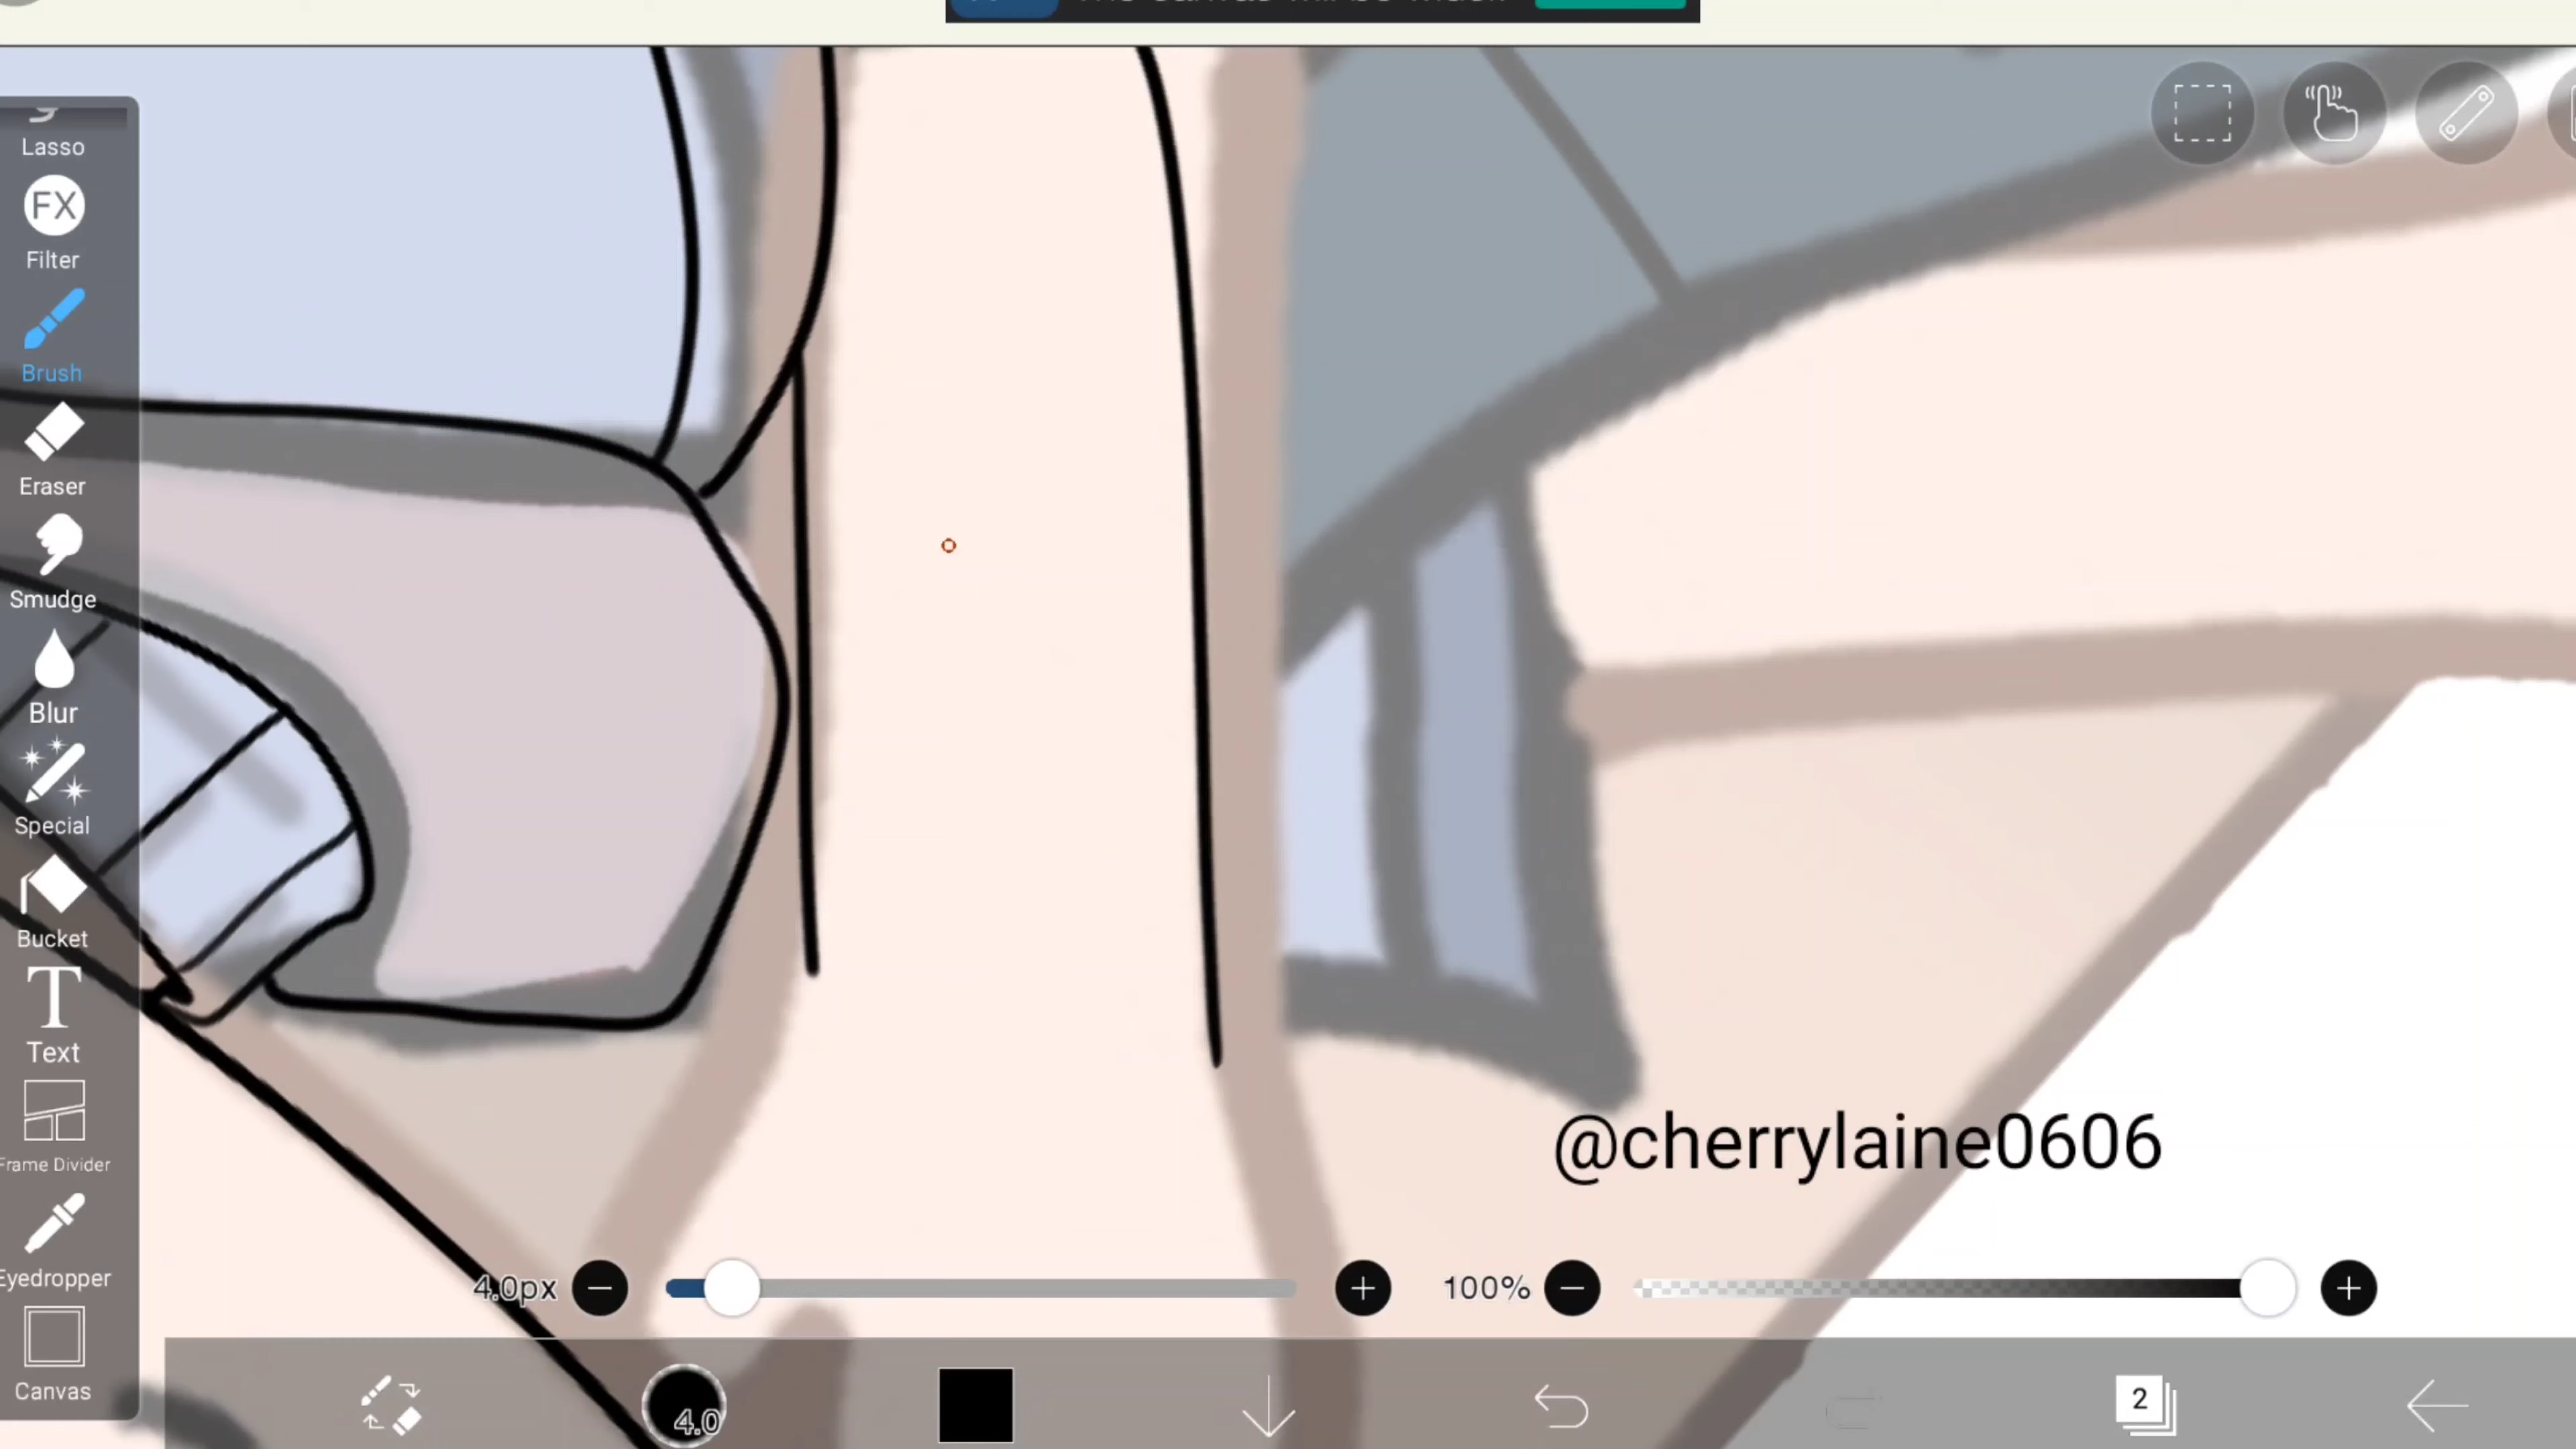 Lasso
FX
Filter
Brush
Eraser
Smudge
Blur
Special
Bucket
T
Text
Frame Divider
Eyedropper
Canvas
@cherrylaine0606
4.0px
100%
4.0
2